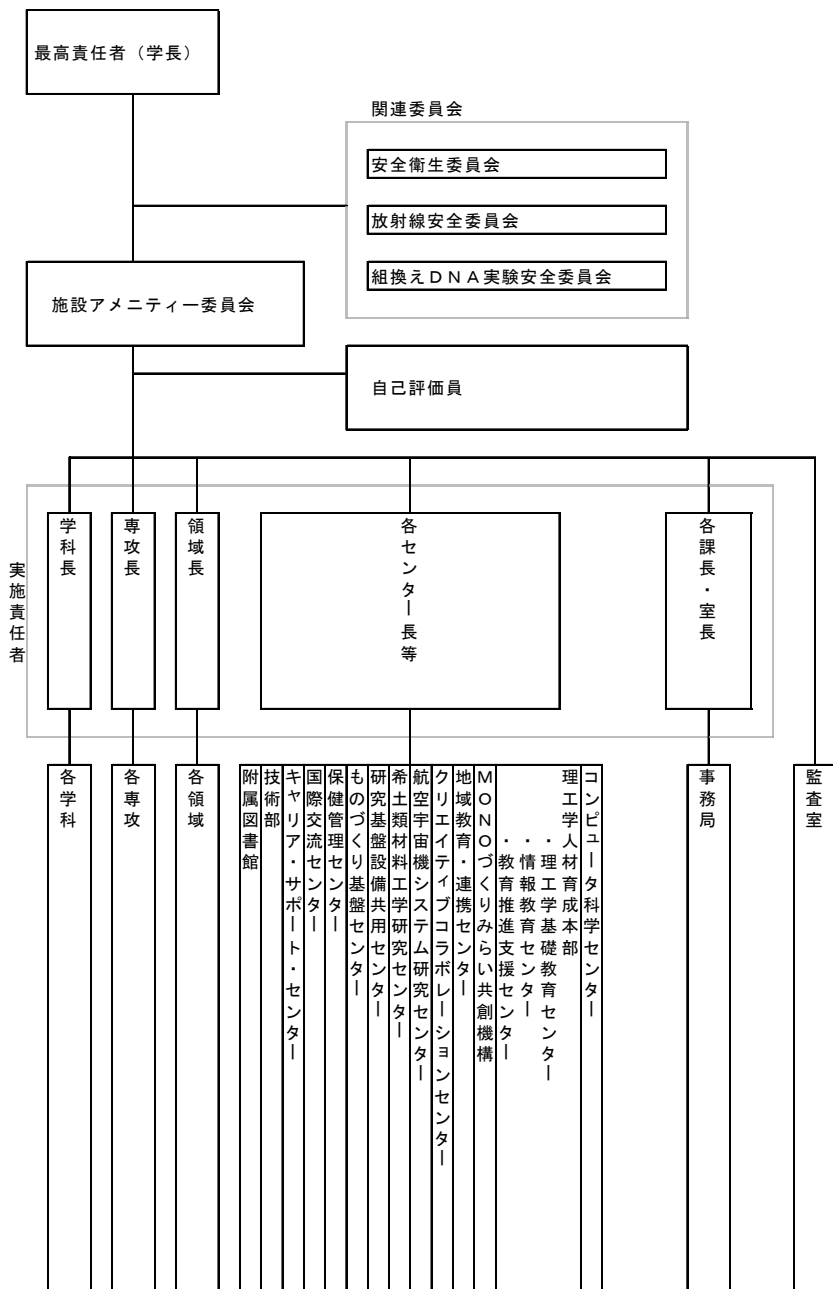 最高責任者（学長）
関連委員会
安全衛生委員会
放射線安全委員会
組換えＤＮＡ実験安全委員会
施設アメニティー委員会
自己評価員
実施責任者
学科長
専攻長
領域長
各センター長等
各課長・室長
各学科
各専攻
各領域
附属図書館
技術部
キャリア・サポート・センター
国際交流センター
保健管理センター
ものづくり基盤センター
研究基盤設備共用センター
希土類材料工学研究センター
航空宇宙機システム研究センター
クリエイティブコラボレーションセンター
地域教育・連携センター
ＭＯＮＯづくりみらい共創機構
理工学人材育成本部
・理工学基礎教育センター
・情報教育センター
・教育推進支援センター
コンピュータ科学センター
事務局
監査室